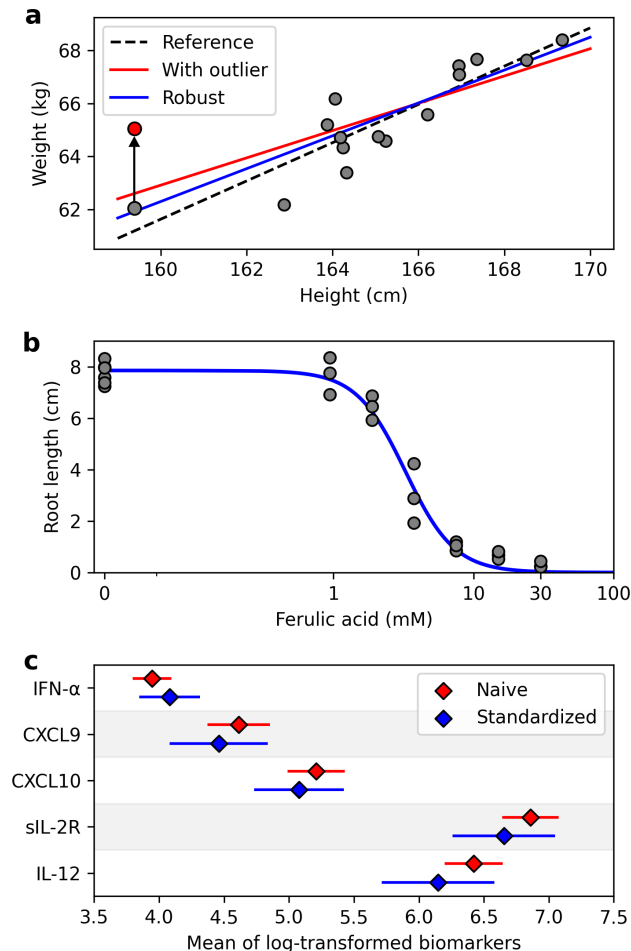 a
68
66
64
62
Weight (kg)
Reference
With outlier
Robust
160
162
164
166
168
170
Height (cm)
b
8
6
4
2
0
Root length (cm)
0
1
10
30
100
Ferulic acid (mM)
c
IFN-α
CXCL9
CXCL10
sIL-2R
IL-12
Naive
Standardized
3.5
4.0
4.5
5.0
5.5
6.0
6.5
7.0
7.5
Mean of log-transformed biomarkers